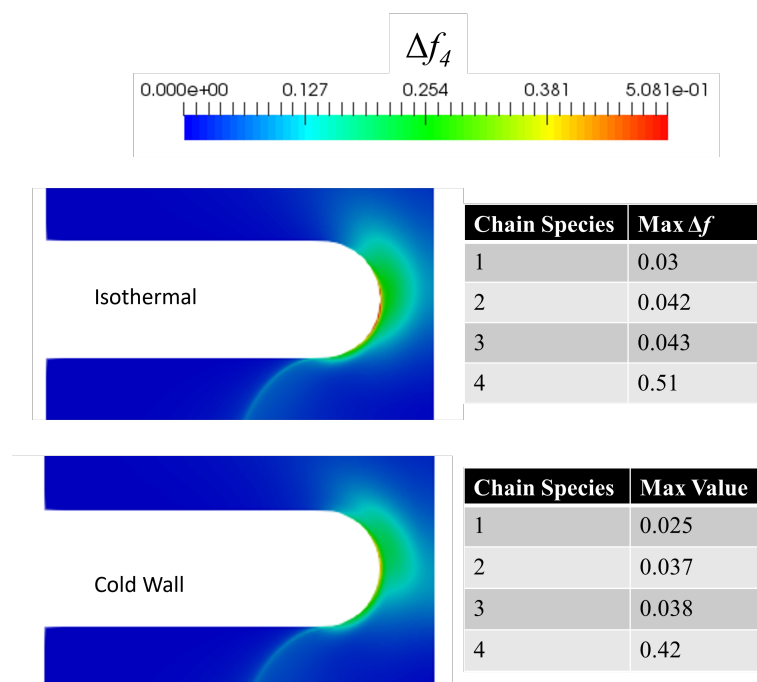 Δf4
0.000e+00 0.127 0.254 0.381 5.081e-01
Isothermal
Chain Species Max Δf
1 0.03
2 0.042
3 0.043
4 0.51
Cold Wall
Chain Species Max Value
1 0.025
2 0.037
3 0.038
4 0.42